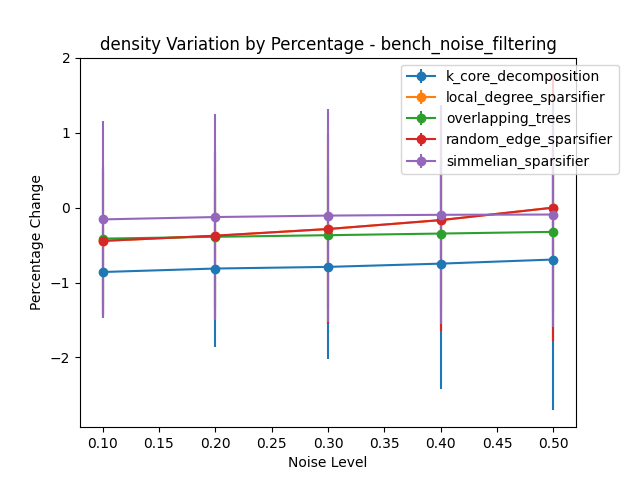 density Variation by Percentage - bench_noise_filtering
k_core_decomposition
local_degree_sparsifier
overlapping_trees
random_edge_sparsifier
simmelian_sparsifier
2
1
0
−1
−2
Percentage Change
0.10 0.15 0.20 0.25 0.30 0.35 0.40 0.45 0.50
Noise Level